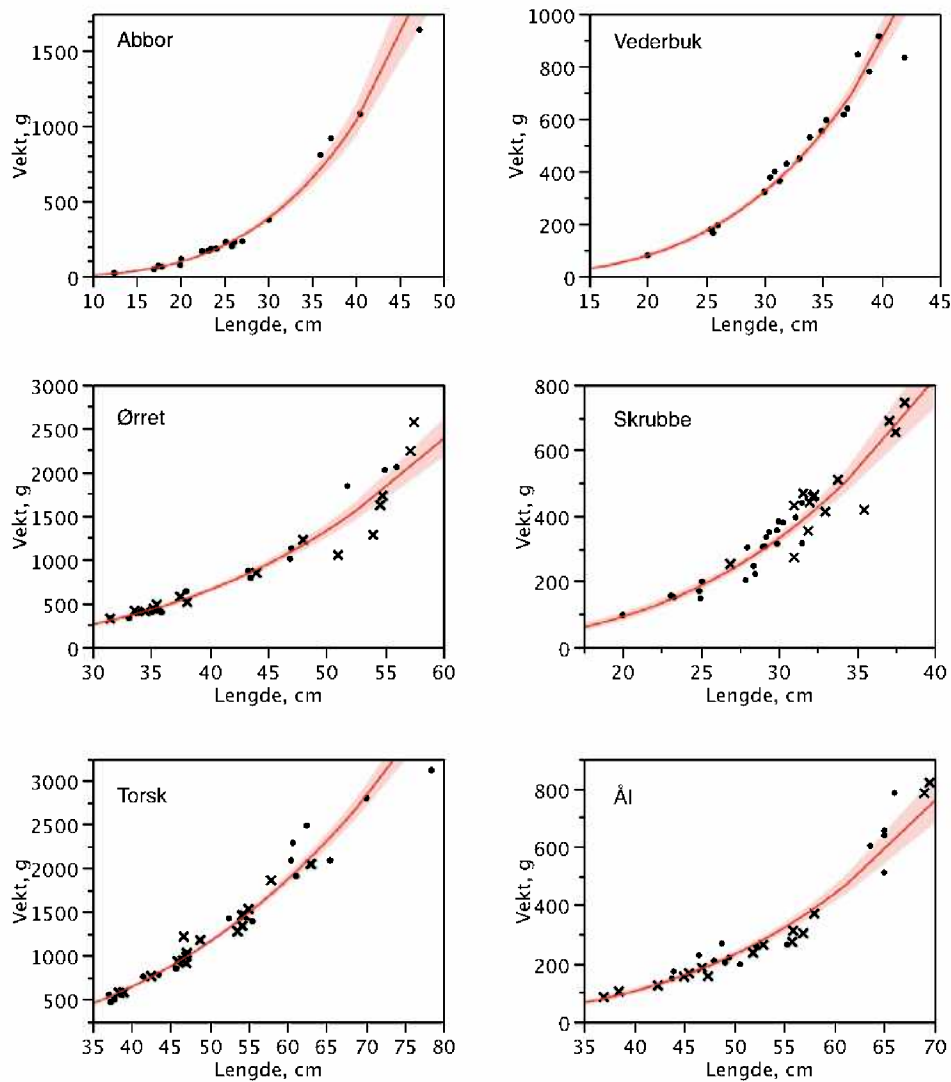 Abbor
Vekt, g
1500
1000
500
0
10 15 20 25 30 35 40 45 50
Lengde, cm
Vederbuk
Vekt, g
1000
800
600
400
200
0
15 20 25 30 35 40 45
Lengde, cm
Ørret
Vekt, g
3000
2500
2000
1500
1000
500
0
30 35 40 45 50 55 60
Lengde, cm
Skrubbe
Vekt, g
800
600
400
200
0
20 25 30 35 40
Lengde, cm
Torsk
Vekt, g
3000
2500
2000
1500
1000
500
35 40 45 50 55 60 65 70 75 80
Lengde, cm
Ål
Vekt, g
800
600
400
200
0
35 40 45 50 55 60 65 70
Lengde, cm